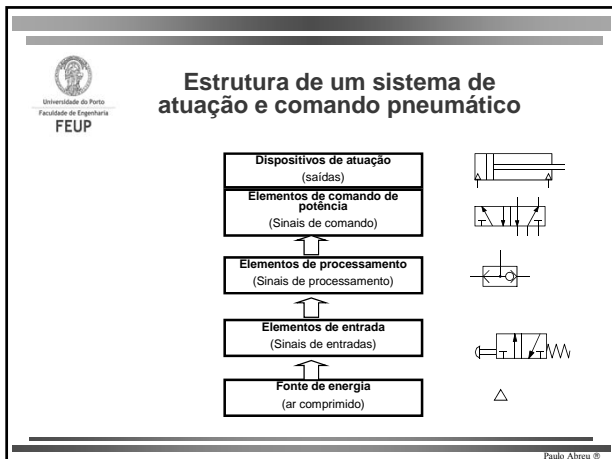 Universidade do Porto
Faculdade de Engenharia
FEUP
Estrutura de um sistema de
atuação e comando pneumático
Dispositivos de atuação
(saídas)
Elementos de comando de
potência
(Sinais de comando)
Elementos de processamento
(Sinais de processamento)
Elementos de entrada
(Sinais de entradas)
Fonte de energia
(ar comprimido)
Paulo Abreu ®